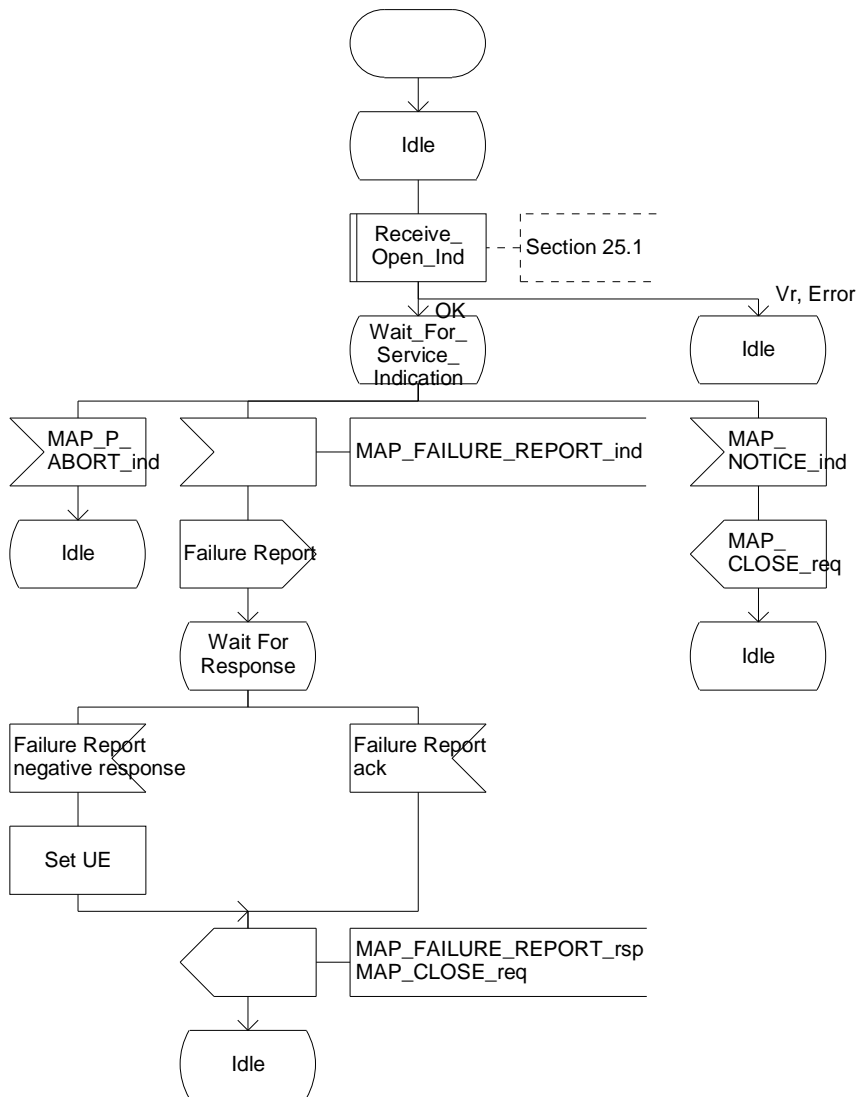 Idle
Receive_
Open_Ind
Section 25.1
Vr, Error
OK
Wait_For_
Service_
Indication
Idle
MAP_P_
ABORT_ind
MAP_FAILURE_REPORT_ind
MAP_
NOTICE_ind
Idle
Failure Report
MAP_
CLOSE_req
Wait For
Response
Idle
Failure Report
negative response
Failure Report
ack
Set UE
MAP_FAILURE_REPORT_rsp
MAP_CLOSE_req
Idle